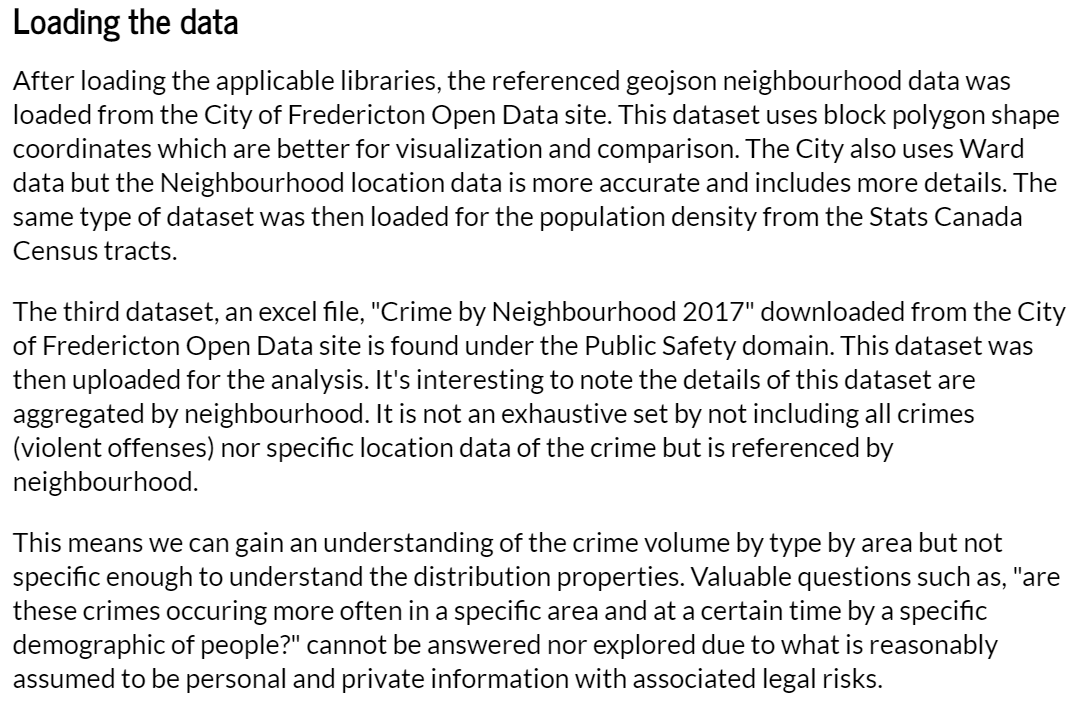 Loading the data
After loading the applicable libraries, the referenced geojson neighbourhood data was
loaded from the City of Fredericton Open Data site. This dataset uses block polygon shape
coordinates which are better for visualization and comparison. The City also uses Ward
data but the Neighbourhood location data is more accurate and includes more details. The
same type of dataset was then loaded for the population density from the Stats Canada
Census tracts.
The third dataset, an excel file, "Crime by Neighbourhood 2017" downloaded from the City
of Fredericton Open Data site is found under the Public Safety domain. This dataset was
then uploaded for the analysis. It's interesting to note the details of this dataset are
aggregated by neighbourhood. It is not an exhaustive set by not including all crimes
(violent offenses) nor specific location data of the crime but is referenced by
neighbourhood.
This means we can gain an understanding of the crime volume by type by area but not
specific enough to understand the distribution properties. Valuable questions such as, "are
these crimes occuring more often in a specific area and at a certain time by a specific
demographic of people?" cannot be answered nor explored due to what is reasonably
assumed to be personal and private information with associated legal risks.